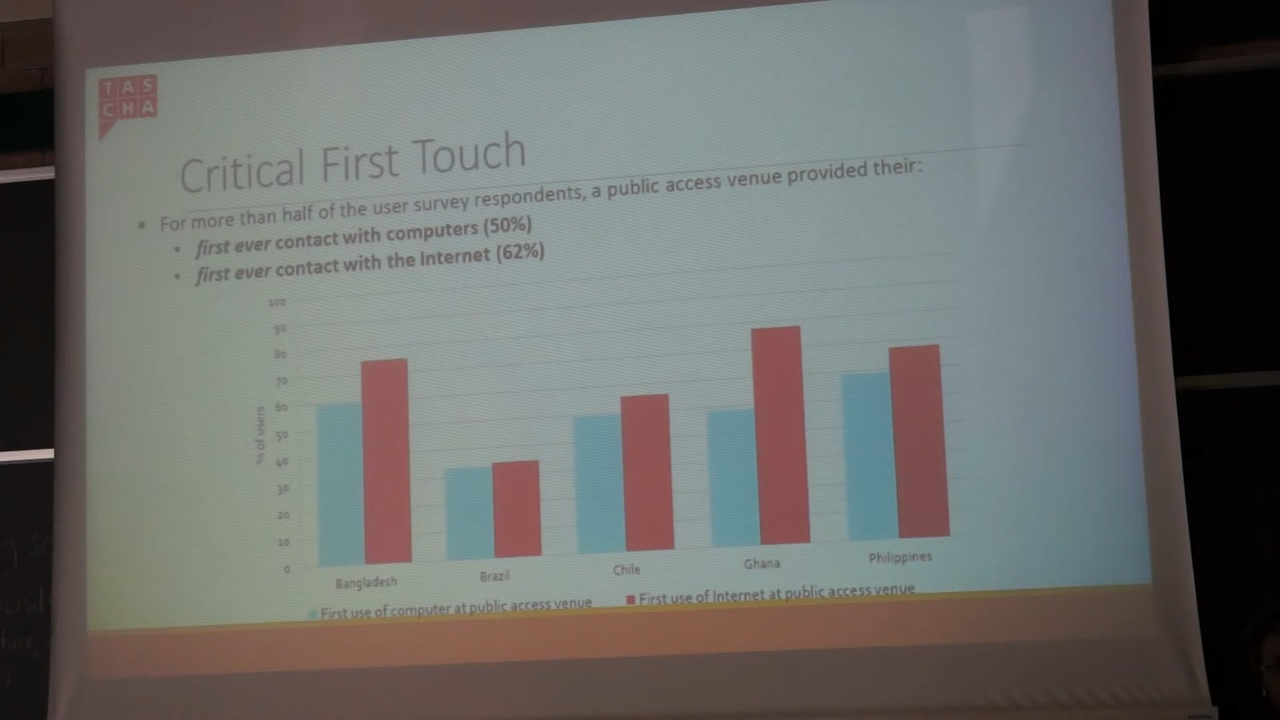 TAS
CHA
Critical First Touch
▪ For more than half of the user survey respondents, a public access venue provided their:
• first ever contact with computers (50%)
• first ever contact with the Internet (62%)
100
90
80
70
60
50
40
30
20
10
0
% of users
Bangladesh Brazil Chile Ghana Philippines
First use of computer at public access venue First use of Internet at public access venue